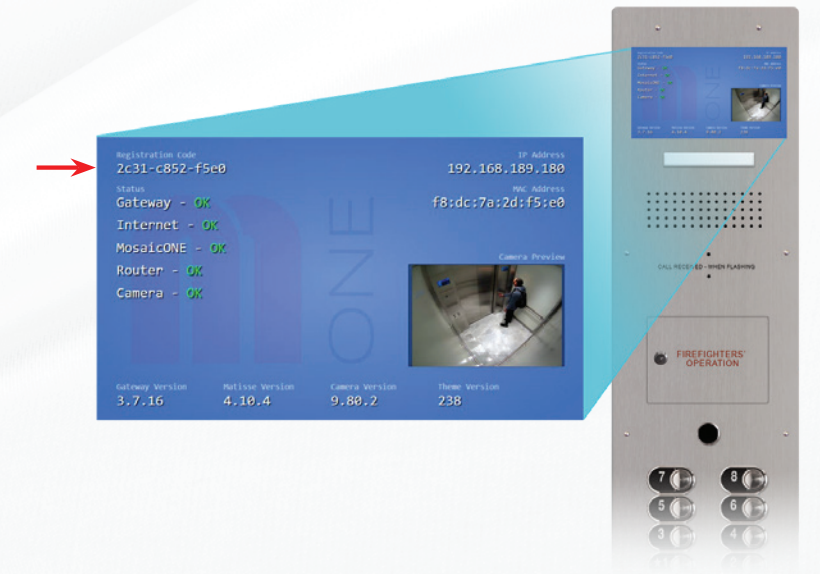 Registration Code
2c31-c852-f5e0
IP Address
192.168.189.180
Status
MAC Address
f8:dc:7a:2d:f5:e0
Gateway - OK
Internet - OK
MosaicONE - OK
Router - OK
Camera - OK
ONE
Camera Preview
Gateway Version
3.7.16
Matisse Version
4.10.4
Camera Version
9.80.2
Theme Version
238
CALL RECEIVED - WHEN FLASHING
FIREFIGHTERS'
OPERATION
7 8
5 6
3 4